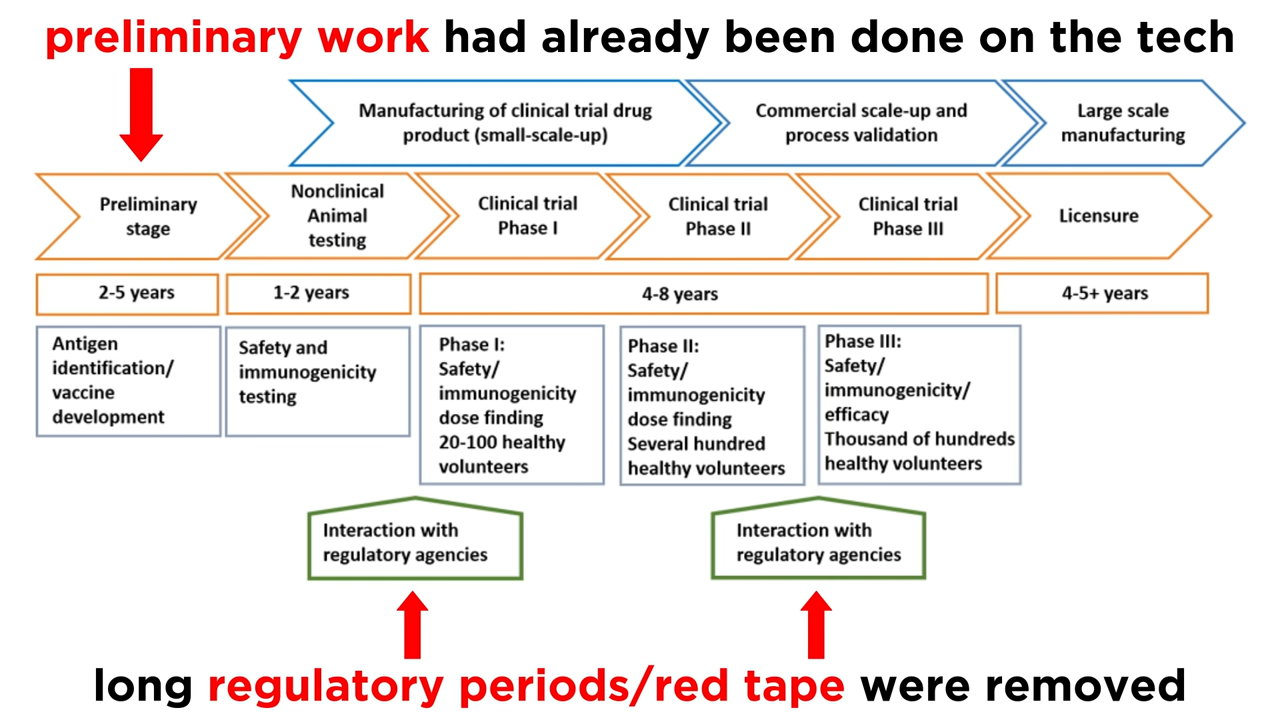 preliminary work had already been done on the tech
Manufacturing of clinical trial drug
product (small-scale-up)
Commercial scale-up and
process validation
Large scale
manufacturing
Preliminary
stage
Nonclinical
Animal
testing
Clinical trial
Phase I
Clinical trial
Phase II
Clinical trial
Phase III
Licensure
2-5 years
1-2 years
4-8 years
4-5+ years
Antigen
identification/
vaccine
development
Safety and
immunogenicity
testing
Phase I:
Safety/
immunogenicity
dose finding
20-100 healthy
volunteers
Phase II:
Safety/
immunogenicity
dose finding
Several hundred
healthy volunteers
Phase III:
Safety/
immunogenicity/
efficacy
Thousand of hundreds
healthy volunteers
Interaction with
regulatory agencies
Interaction with
regulatory agencies
long regulatory periods/red tape were removed